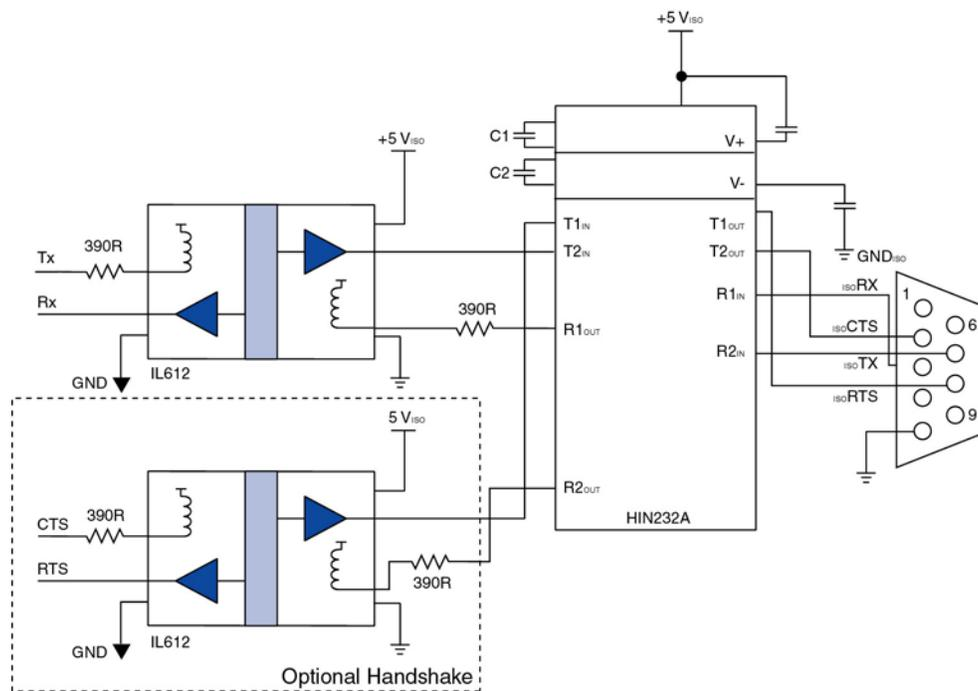 +5 VISO
C1
C2
V+
V-
+5 VISO
390R
Tx
Rx
GND
IL612
390R
T1IN
T2IN
R1OUT
R2OUT
T1OUT
T2OUT
R1IN
R2IN
HIN232A
GNDISO
ISORX
ISOCTS
ISOTX
ISORTS
1
6
9
5 VISO
390R
CTS
RTS
GND
IL612
390R
Optional Handshake